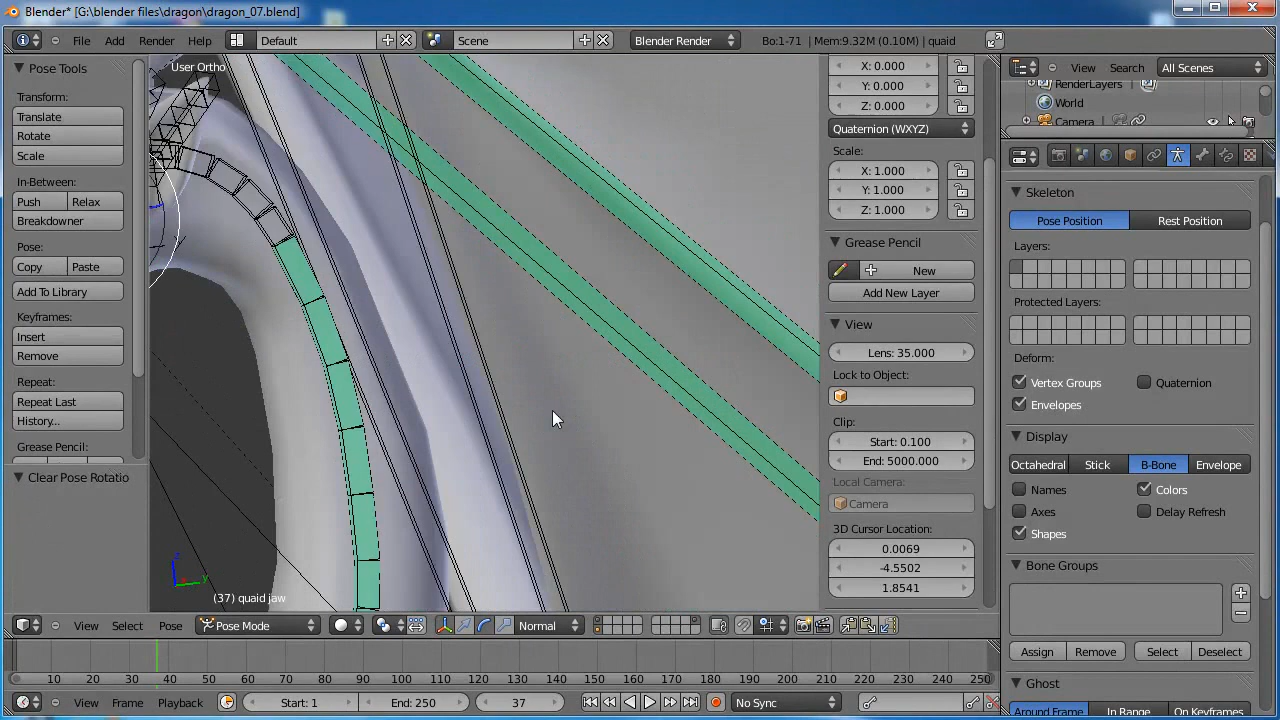 Blender* [G:\blender files\dragon\dragon_07.blend]
File Add Render Help Default Scene Blender Render Bo:1-71 | Mem:9.32M (0.10M) | quaid
Pose Tools
Transform:
Translate
Rotate
Scale
In-Between:
Push Relax
Breakdowner
Pose:
Copy Paste
Add To Library
Keyframes:
Insert
Remove
Repeat:
Repeat Last
History...
Grease Pencil:
Clear Pose Rotatio
User Ortho
z
y
(37) quaid jaw
X: 0.000
Y: 0.000
Z: 0.000
Quaternion (WXYZ)
Scale:
X: 1.000
Y: 1.000
Z: 1.000
Grease Pencil
New
Add New Layer
View
Lens: 35.000
Lock to Object:
Clip:
Start: 0.100
End: 5000.000
Local Camera:
Camera
3D Cursor Location:
0.0069
-4.5502
1.8541
View Search All Scenes
RenderLayers
World
Camera
Skeleton
Pose Position Rest Position
Layers:
Protected Layers:
Deform:
Vertex Groups Quaternion
Envelopes
Display
Octahedral Stick B-Bone Envelope
Names Colors
Axes Delay Refresh
Shapes
Bone Groups
Assign Remove Select Deselect
Ghost
Around Frame In Range On Keyframes
View Select Pose Pose Mode Normal
10 20 30 40 50 60 70 80 90 100 110 120 130 140 150 160 170 180 190 200 210 220 230 240 250
View Frame Playback Start: 1 End: 250 37 No Sync